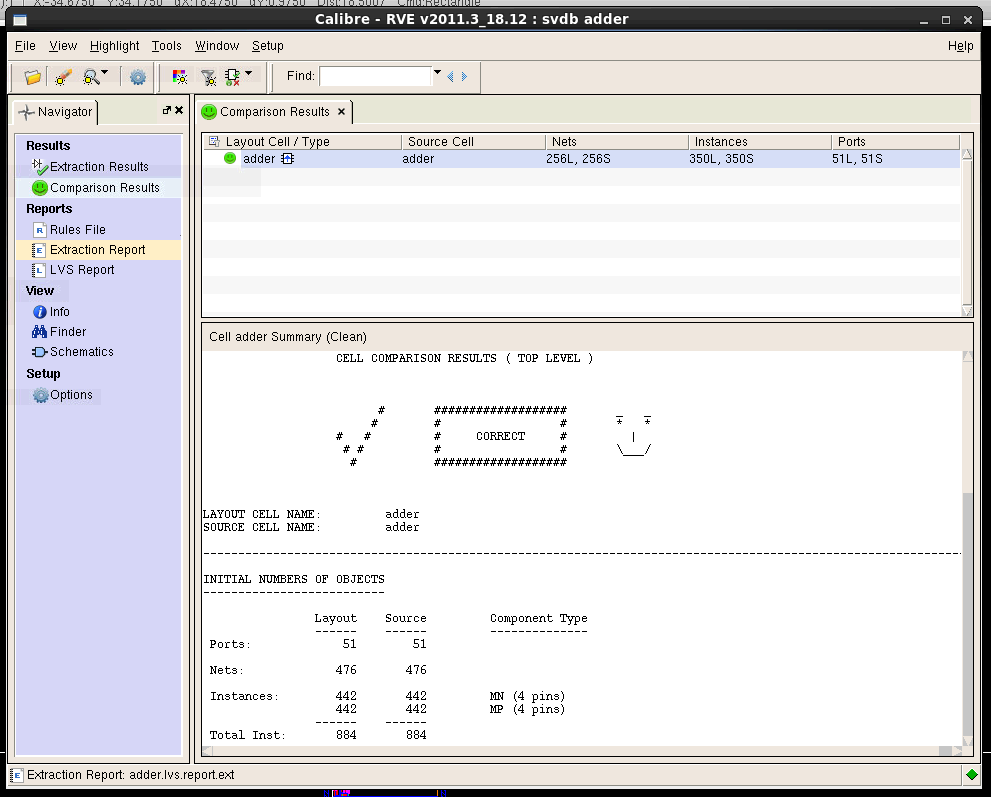 X:-34.6750 Y:34.1750 dX:18.4750 dY:0.9750 Dist:18.5007 Cmd:Rectangle
Calibre - RVE v2011.3_18.12 : svdb adder
File View Highlight Tools Window Setup Help
Find:
Navigator
Comparison Results
Results
Extraction Results
Comparison Results
Reports
Rules File
Extraction Report
LVS Report
View
Info
Finder
Schematics
Setup
Options
Layout Cell / Type Source Cell Nets Instances Ports
adder adder 256L, 256S 350L, 350S 51L, 51S
Cell adder Summary (Clean)
CELL COMPARISON RESULTS ( TOP LEVEL )
# ################### _ _
# # # * *
# # # CORRECT # |
# # # # \___/
# ###################
LAYOUT CELL NAME: adder
SOURCE CELL NAME: adder
INITIAL NUMBERS OF OBJECTS
Layout Source Component Type
Ports: 51 51
Nets: 476 476
Instances: 442 442 MN (4 pins)
442 442 MP (4 pins)
Total Inst: 884 884
Extraction Report: adder.lvs.report.ext